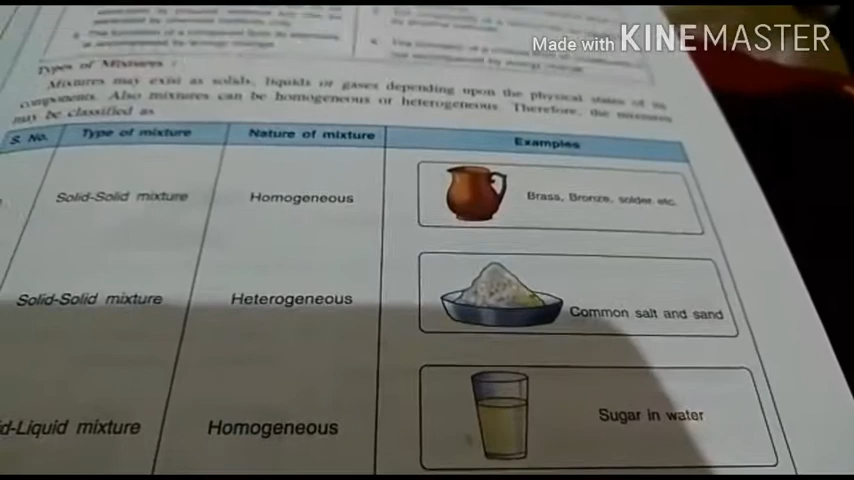 Made with KINEMASTER
Types of Mixtures :
Mixtures may exist as solids, liquids or gases depending upon the physical states of its
components. Also mixtures can be homogeneous or heterogeneous. Therefore, the mixtures
may be classified as
S. No. Type of mixture Nature of mixture Examples
Solid-Solid mixture Homogeneous Brass, Bronze, solder etc.
Solid-Solid mixture Heterogeneous Common salt and sand
d-Liquid mixture Homogeneous Sugar in water